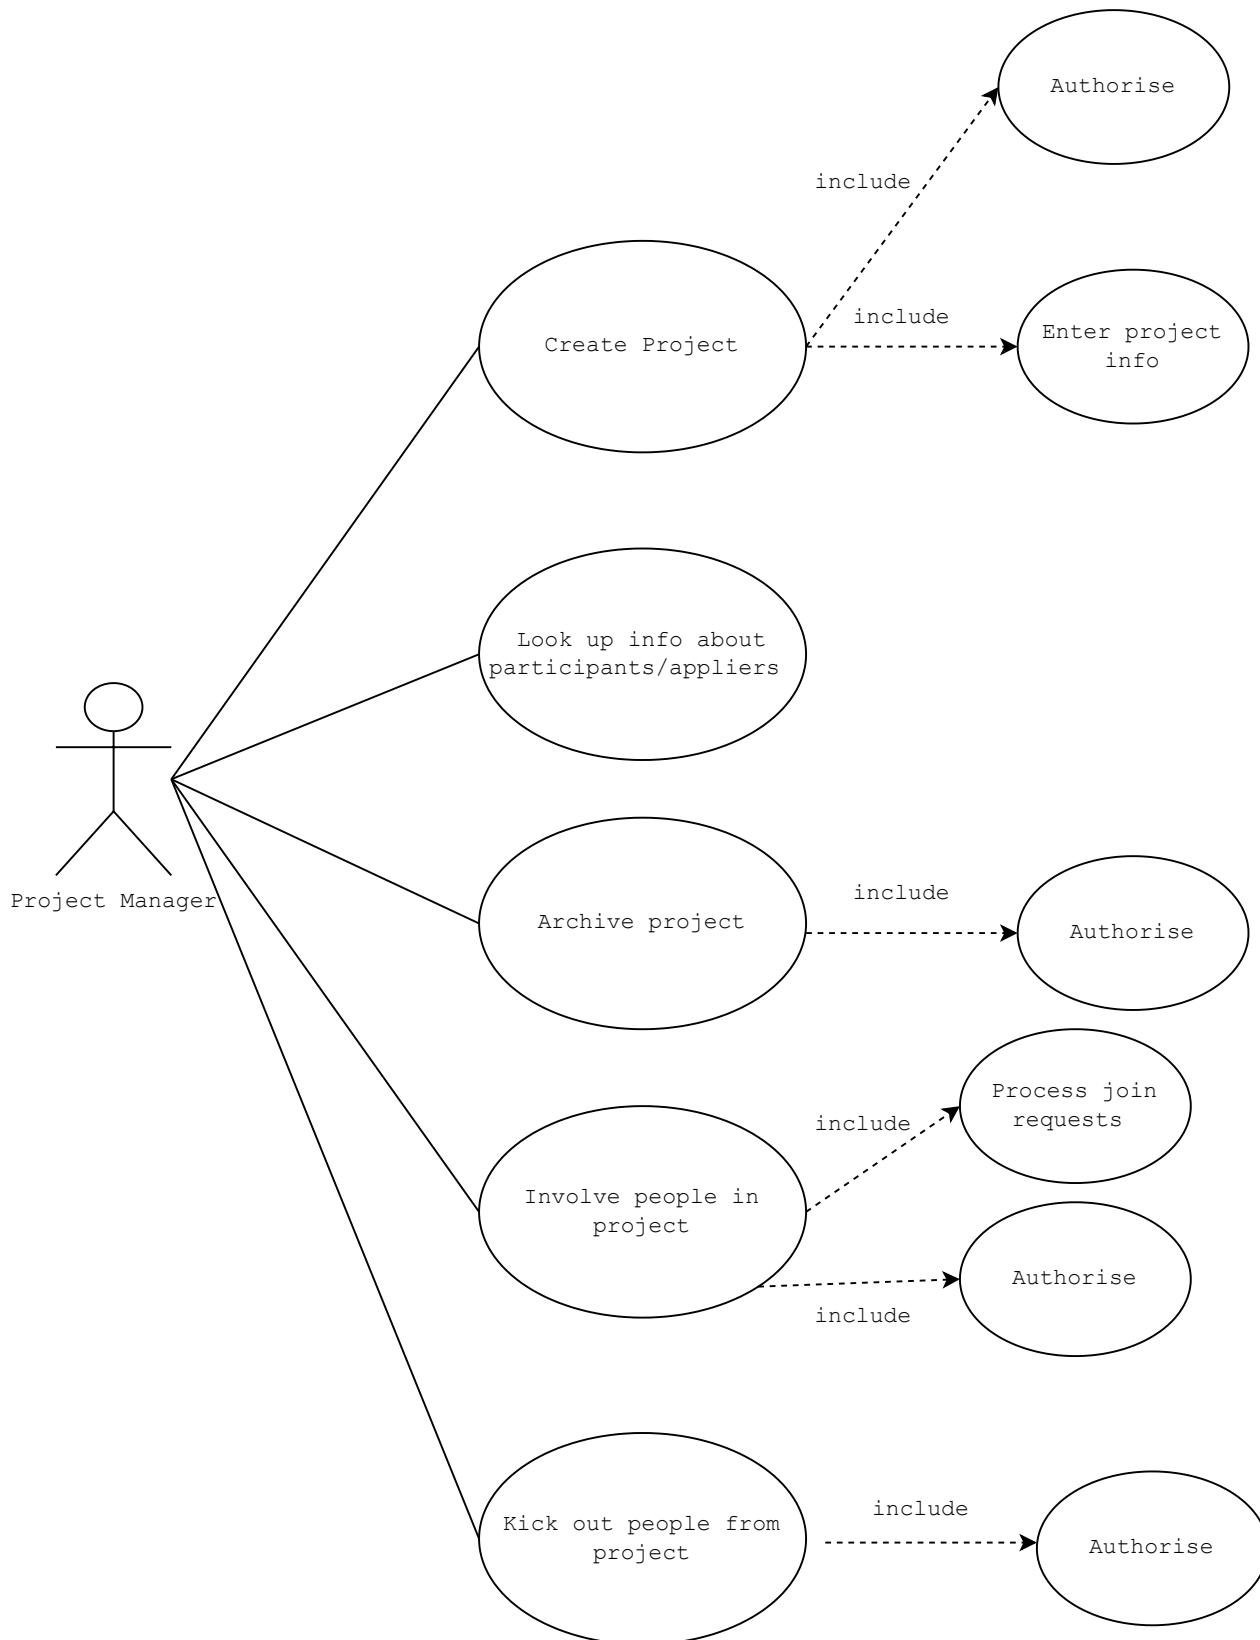 Authorise
include
include
Enter project
info
Create Project
Look up info about
participants/appliers
Project Manager
include
Archive project
Authorise
Process join
requests
include
Involve people in
project
Authorise
include
include
Kick out people from
project
Authorise